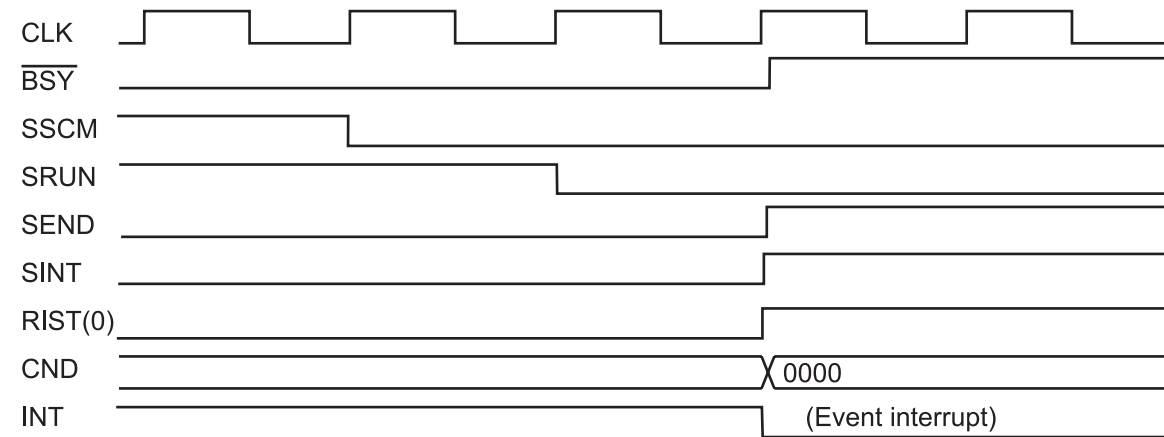 CLK
BSY
SSCM
SRUN
SEND
SINT
RIST(0)
CND 0000
INT (Event interrupt)